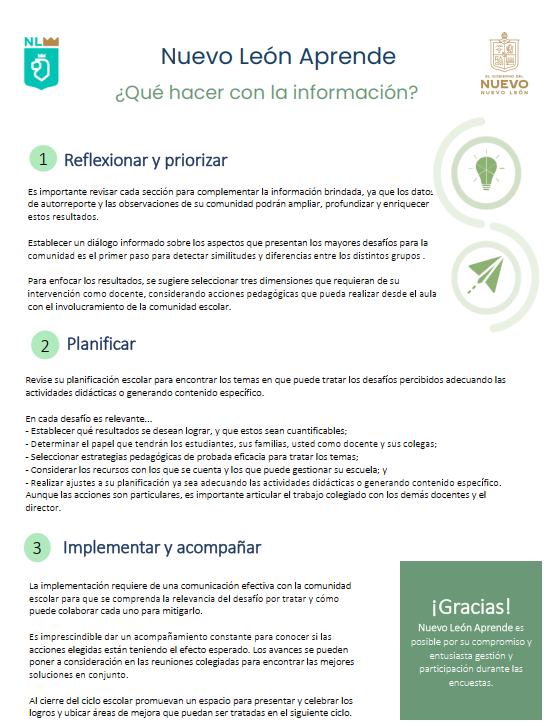 NL
Nuevo León Aprende
¿Qué hacer con la información?
EL GOBIERNO DEL
NUEVO
NUEVO LEÓN
1 Reflexionar y priorizar
Es importante revisar cada sección para complementar la información brindada, ya que los datos
de autorreporte y las observaciones de su comunidad podrán ampliar, profundizar y enriquecer
estos resultados.
Establecer un diálogo informado sobre los aspectos que presentan los mayores desafíos para la
comunidad es el primer paso para detectar similitudes y diferencias entre los distintos grupos .
Para enfocar los resultados, se sugiere seleccionar tres dimensiones que requieran de su
intervención como docente, considerando acciones pedagógicas que pueda realizar desde el aula
con el involucramiento de la comunidad escolar.
2 Planificar
Revise su planificación escolar para encontrar los temas en que puede tratar los desafíos percibidos adecuando las
actividades didácticas o generando contenido específico.
En cada desafío es relevante...
- Establecer qué resultados se desean lograr, y que estos sean cuantificables;
- Determinar el papel que tendrán los estudiantes, sus familias, usted como docente y sus colegas;
- Seleccionar estrategias pedagógicas de probada eficacia para tratar los temas;
- Considerar los recursos con los que se cuenta y los que puede gestionar su escuela; y
- Realizar ajustes a su planificación ya sea adecuando las actividades didácticas o generando contenido específico.
Aunque las acciones son particulares, es importante articular el trabajo colegiado con los demás docentes y el
director.
3 Implementar y acompañar
La implementación requiere de una comunicación efectiva con la comunidad
escolar para que se comprenda la relevancia del desafío por tratar y cómo
puede colaborar cada uno para mitigarlo.
Es imprescindible dar un acompañamiento constante para conocer si las
acciones elegidas están teniendo el efecto esperado. Los avances se pueden
poner a consideración en las reuniones colegiadas para encontrar las mejores
soluciones en conjunto.
Al cierre del ciclo escolar promuevan un espacio para presentar y celebrar los
logros y ubicar áreas de mejora que puedan ser tratadas en el siguiente ciclo.
¡Gracias!
Nuevo León Aprende es
posible por su compromiso y
entusiasta gestión y
participación durante las
encuestas.